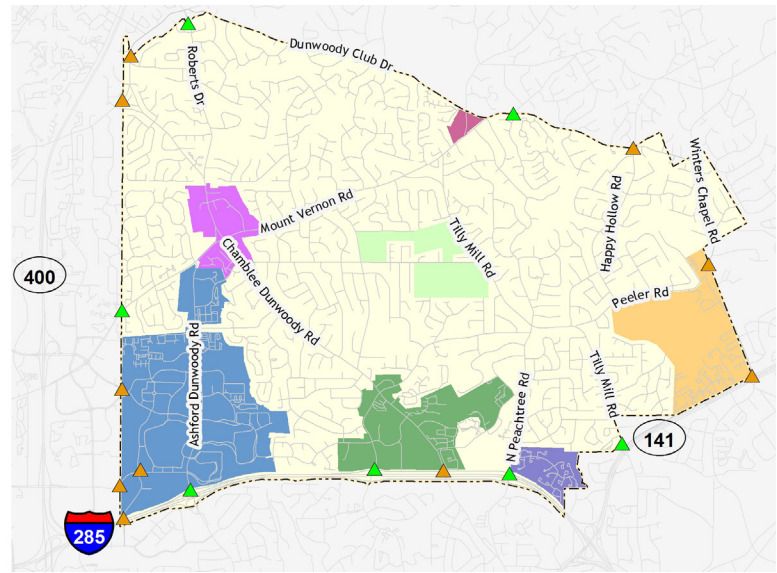 Dunwoody Club Dr
Roberts Dr
Winters Chapel Rd
Mount Vernon Rd
Happy Hollow Rd
Tilly Mill Rd
Chamblee Dunwoody Rd
400
Peeler Rd
Ashford Dunwoody Rd
N Peachtree Rd
Tilly Mill Rd
141
285